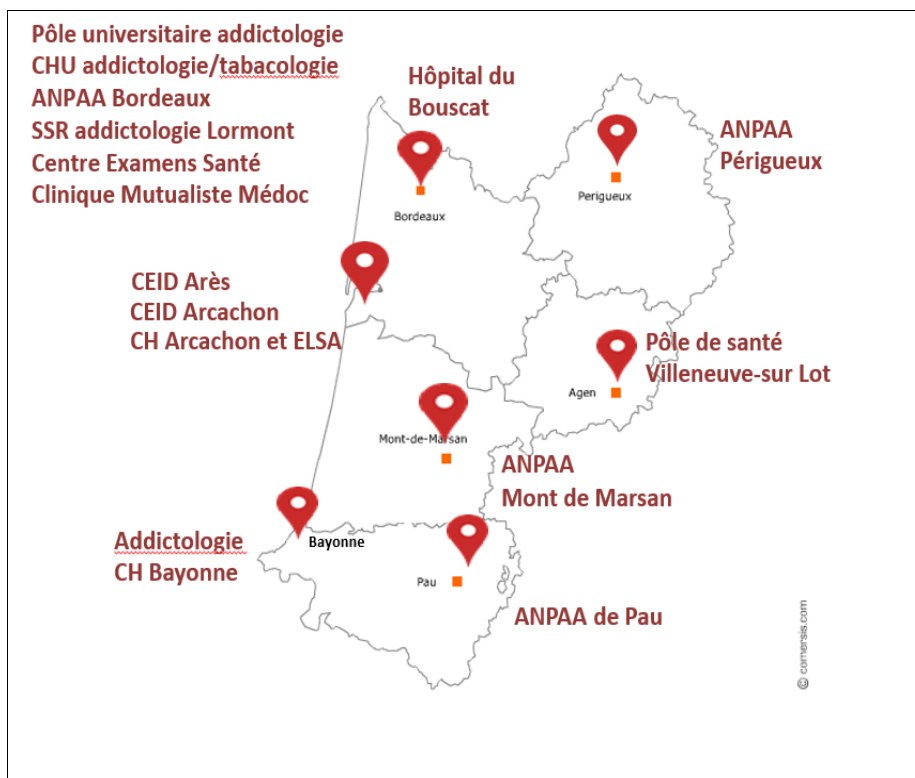 Pôle universitaire addictologie
CHU addictologie/tabacologie
ANPAA Bordeaux
SSR addictologie Lormont
Centre Examens Santé
Clinique Mutualiste Médoc
Hôpital du
Bouscat
ANPAA
Périgueux
Perigueux
Bordeaux
CEID Arès
CEID Arcachon
CH Arcachon et ELSA
Pôle de santé
Villeneuve-sur Lot
Agen
Mont-de-Marsan
ANPAA
Mont de Marsan
Addictologie
CH Bayonne
Bayonne
Pau
ANPAA de Pau
© comersis.com